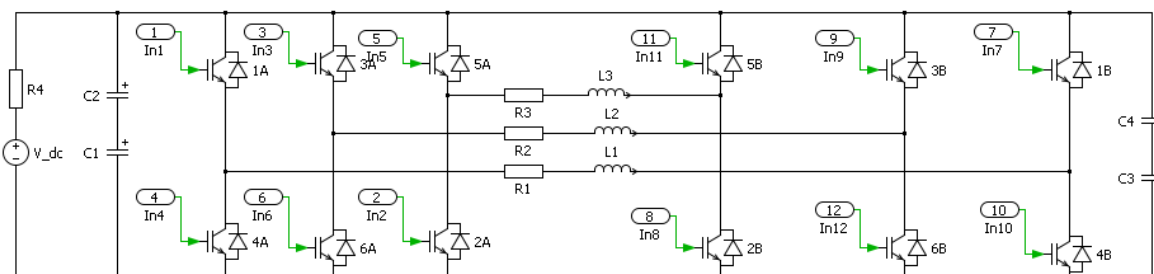 1
In1
3
In3
5
In5
11
In11
9
In9
7
In7
1A
3A
5A
5B
3B
1B
R4
C2
L3
R3
L2
R2
L1
R1
C4
V_dc
C1
C3
4
In4
6
In6
2
In2
8
In8
12
In12
10
In10
4A
6A
2A
2B
6B
4B